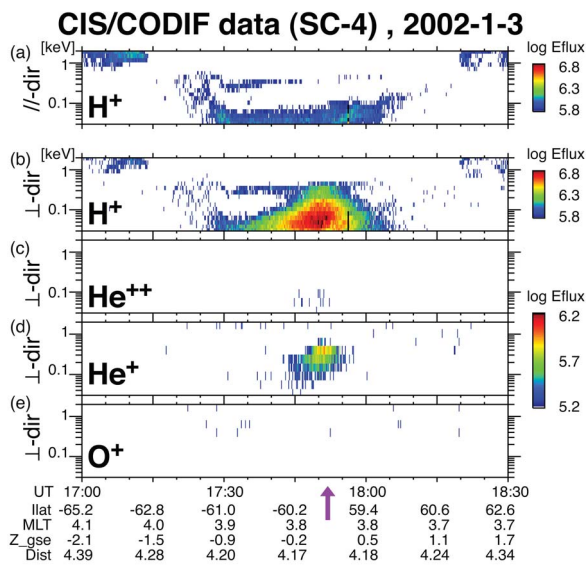 CIS/CODIF data (SC-4) , 2002-1-3
(a) [keV] log Eflux
//-dir 1 0.1 H+ 6.8 6.3 5.8
(b) [keV] log Eflux
⊥-dir 1 0.1 H+ 6.8 6.3 5.8
(c)
⊥-dir 1 0.1 He++
log Eflux
(d)
⊥-dir 1 0.1 He+ 6.2 5.7 5.2
(e)
⊥-dir 1 0.1 O+
UT 17:00 17:30 18:00 18:30
Ilat -65.2 -62.8 -61.0 -60.2 59.4 60.6 62.6
MLT 4.1 4.0 3.9 3.8 3.8 3.7 3.7
Z_gse -2.1 -1.5 -0.9 -0.2 0.5 1.1 1.7
Dist 4.39 4.28 4.20 4.17 4.18 4.24 4.34